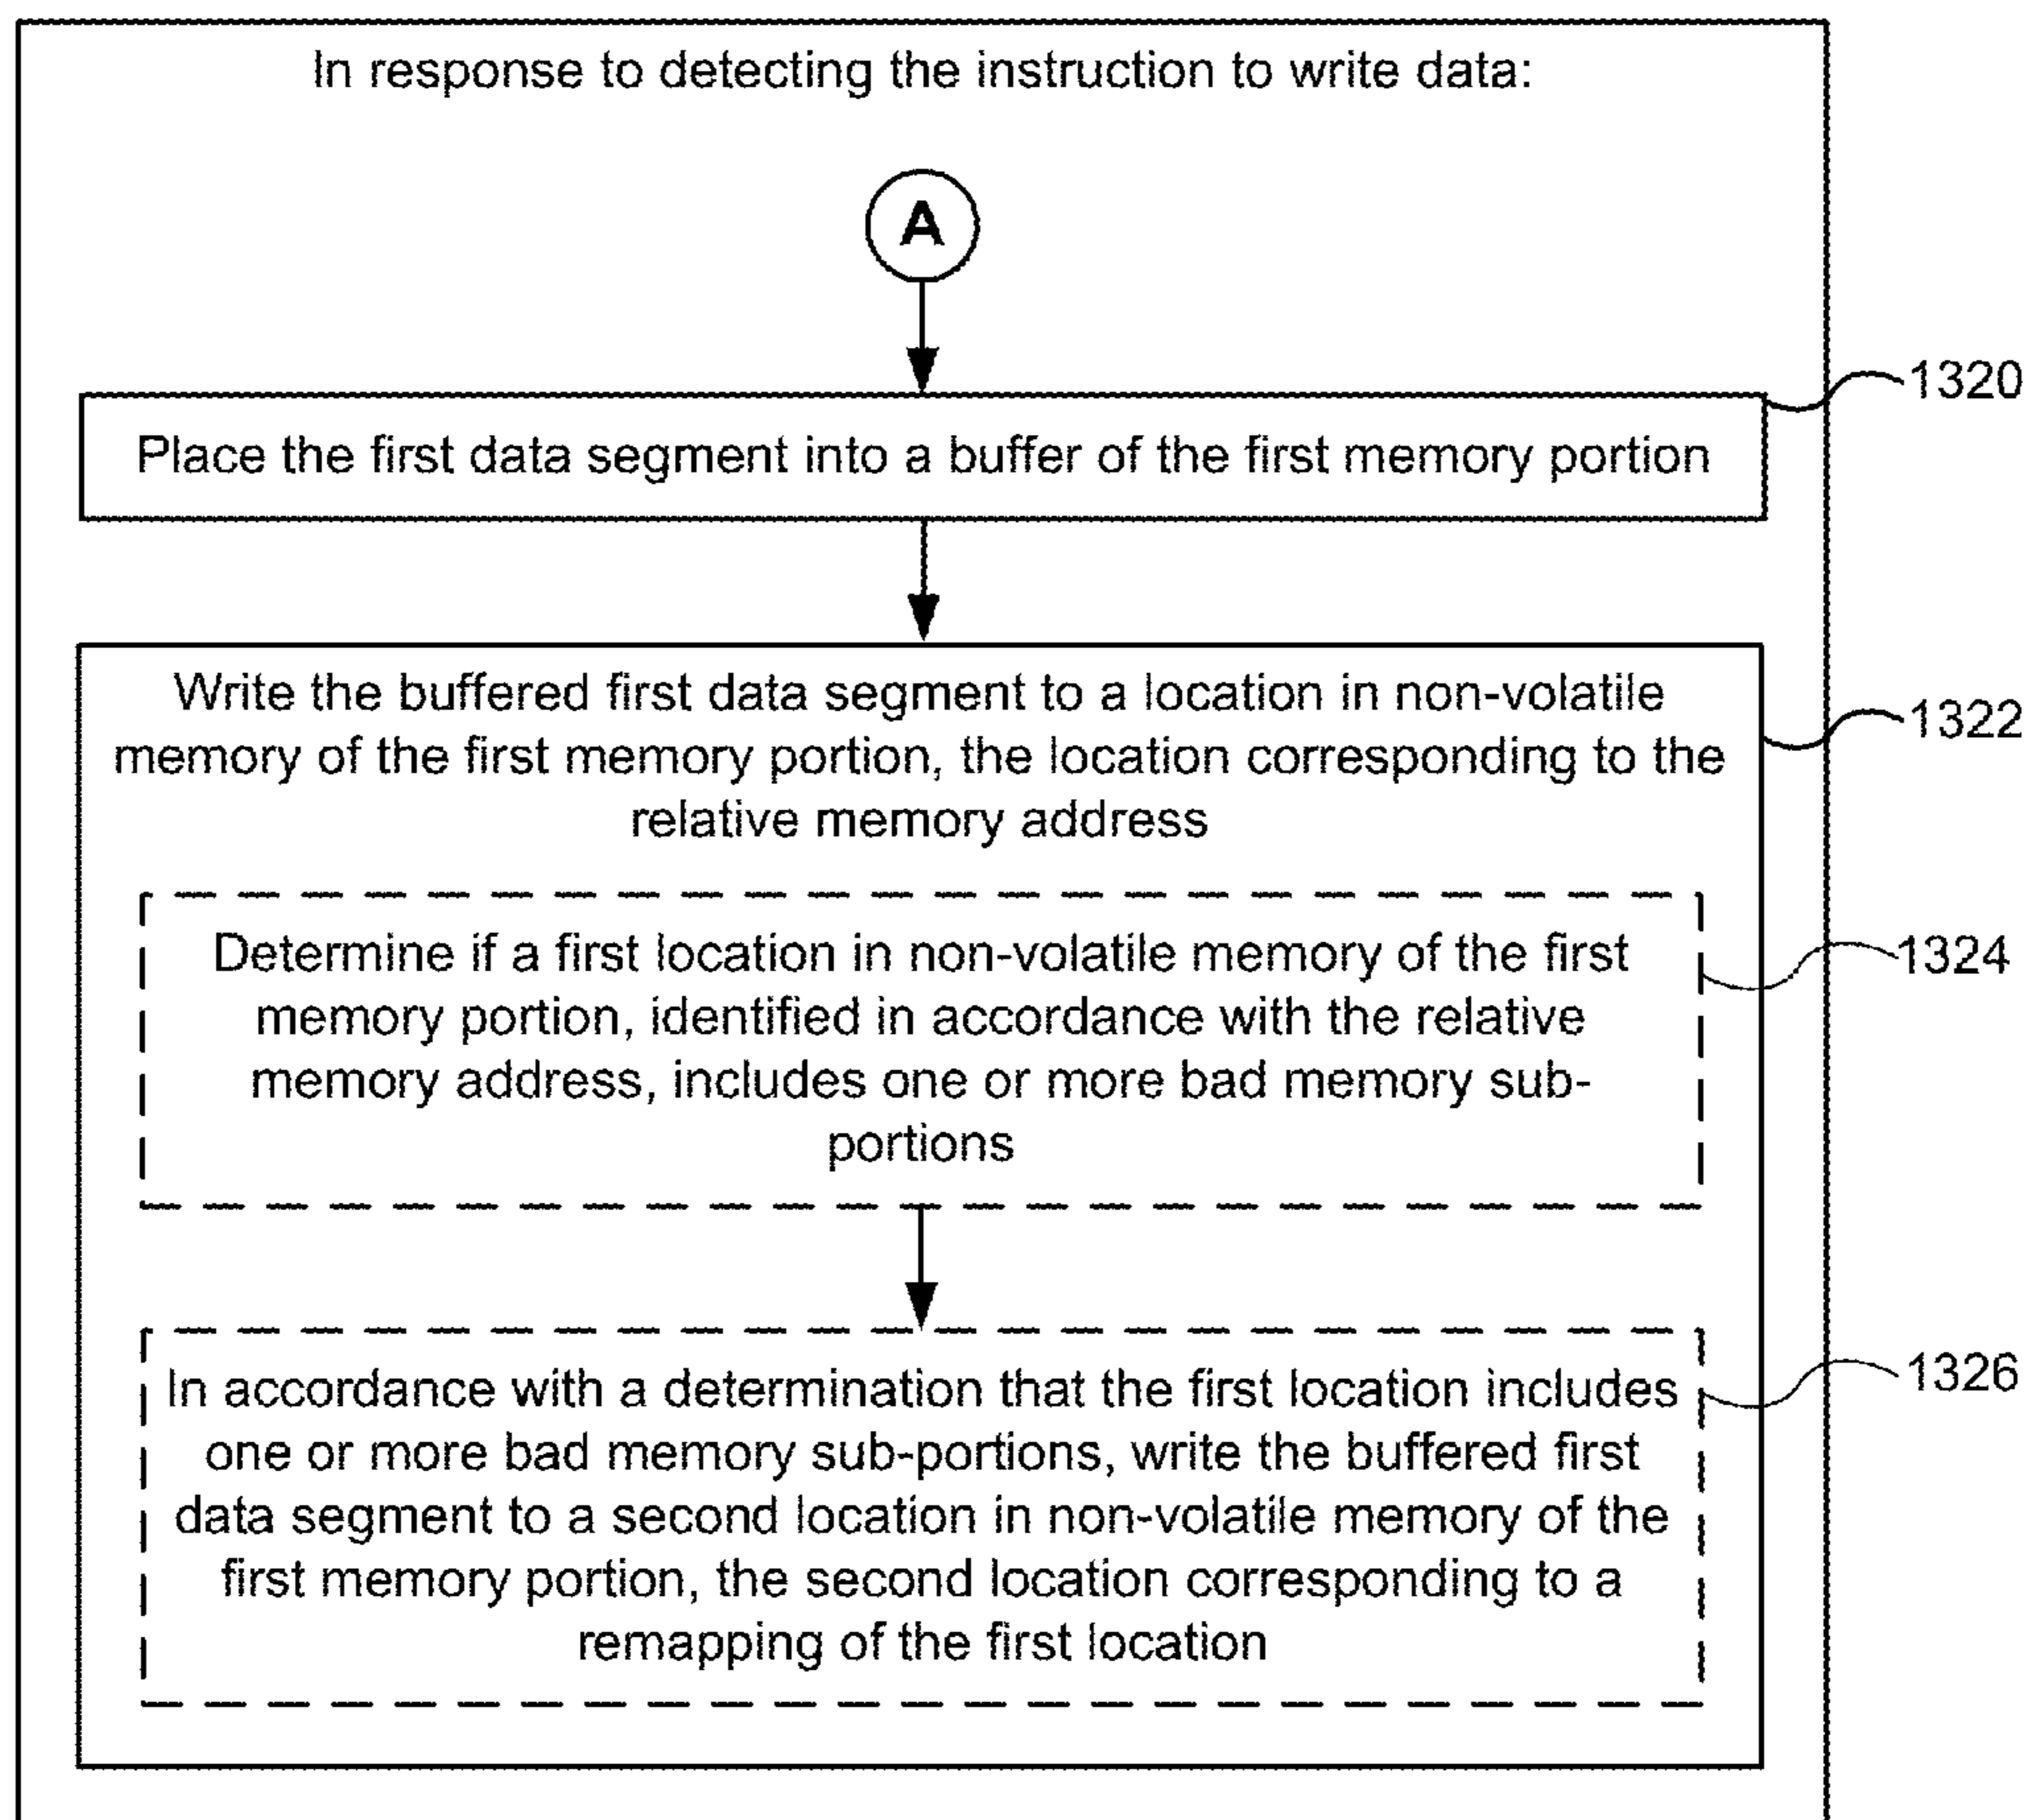 In response to detecting the instruction to write data:
A
1320
Place the first data segment into a buffer of the first memory portion
Write the buffered first data segment to a location in non-volatile
1322
memory of the first memory portion, the location corresponding to the
relative memory address
Determine if a first location in non-volatile memory of the first
1324
memory portion, identified in accordance with the relative
memory address, includes one or more bad memory sub-
portions
In accordance with a determination that the first location includes
1326
one or more bad memory sub-portions, write the buffered first
data segment to a second location in non-volatile memory of the
first memory portion, the second location corresponding to a
remapping of the first location